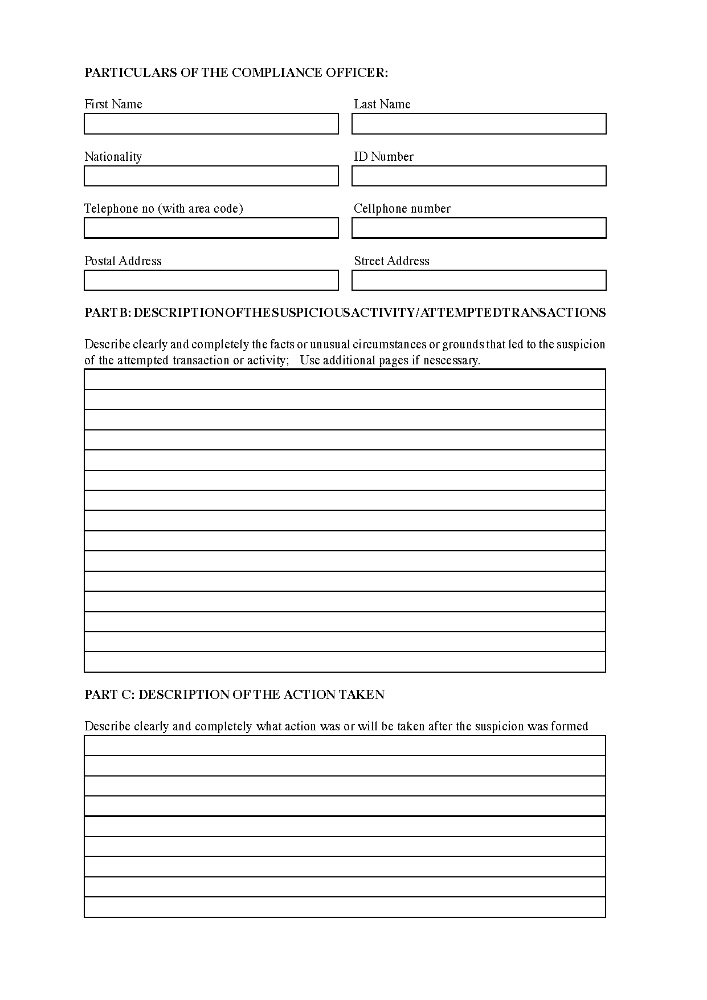 PARTICULARS OF THE COMPLIANCE OFFICER:
First Name Last Name
Nationality ID Number
Telephone no (with area code) Cellphone number
Postal Address Street Address
PART B: DESCRIPTION OF THE SUSPICIOUS ACTIVITY/ ATTEMPTED TRANSACTIONS
Describe clearly and completely the facts or unusual circumstances or grounds that led to the suspicion
of the attempted transaction or activity; Use additional pages if nescessary.
PART C: DESCRIPTION OF THE ACTION TAKEN
Describe clearly and completely what action was or will be taken after the suspicion was formed